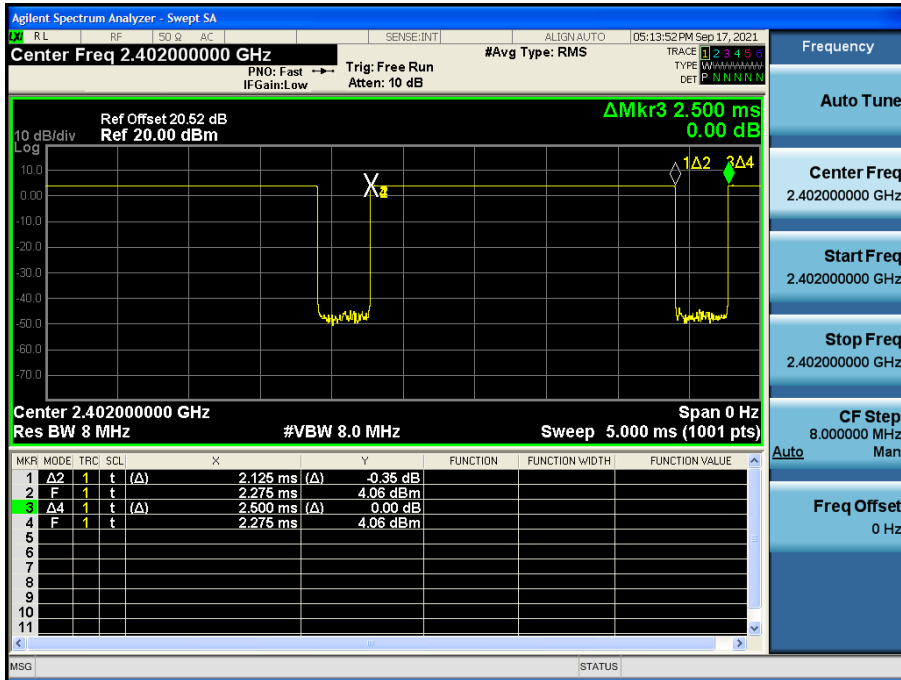 Agilent Spectrum Analyzer - Swept SA
LXI RL RF 50 Ω AC SENSE:INT ALIGN AUTO 05:13:52 PM Sep 17, 2021
Center Freq 2.402000000 GHz
PNO: Fast
IFGain:Low
Trig: Free Run
Atten: 10 dB
#Avg Type: RMS
TRACE 1 2 3 4 5 6
TYPE WWWWWW
DET P N N N N N
ΔMkr3 2.500 ms
0.00 dB
Ref Offset 20.52 dB
10 dB/div Ref 20.00 dBm
Log
10.0
0.00
-10.0
-20.0
-30.0
-40.0
-50.0
-60.0
-70.0
1Δ2 3Δ4
Center 2.402000000 GHz Span 0 Hz
Res BW 8 MHz #VBW 8.0 MHz Sweep 5.000 ms (1001 pts)
MKR MODE TRC SCL X Y FUNCTION FUNCTION WIDTH FUNCTION VALUE
1 Δ2 1 t (Δ) 2.125 ms (Δ) -0.35 dB
2 F 1 t 2.275 ms 4.06 dBm
3 Δ4 1 t (Δ) 2.500 ms (Δ) 0.00 dB
4 F 1 t 2.275 ms 4.06 dBm
5
6
7
8
9
10
11
MSG STATUS
Frequency
Auto Tune
Center Freq
2.402000000 GHz
Start Freq
2.402000000 GHz
Stop Freq
2.402000000 GHz
CF Step
8.000000 MHz
Auto Man
Freq Offset
0 Hz